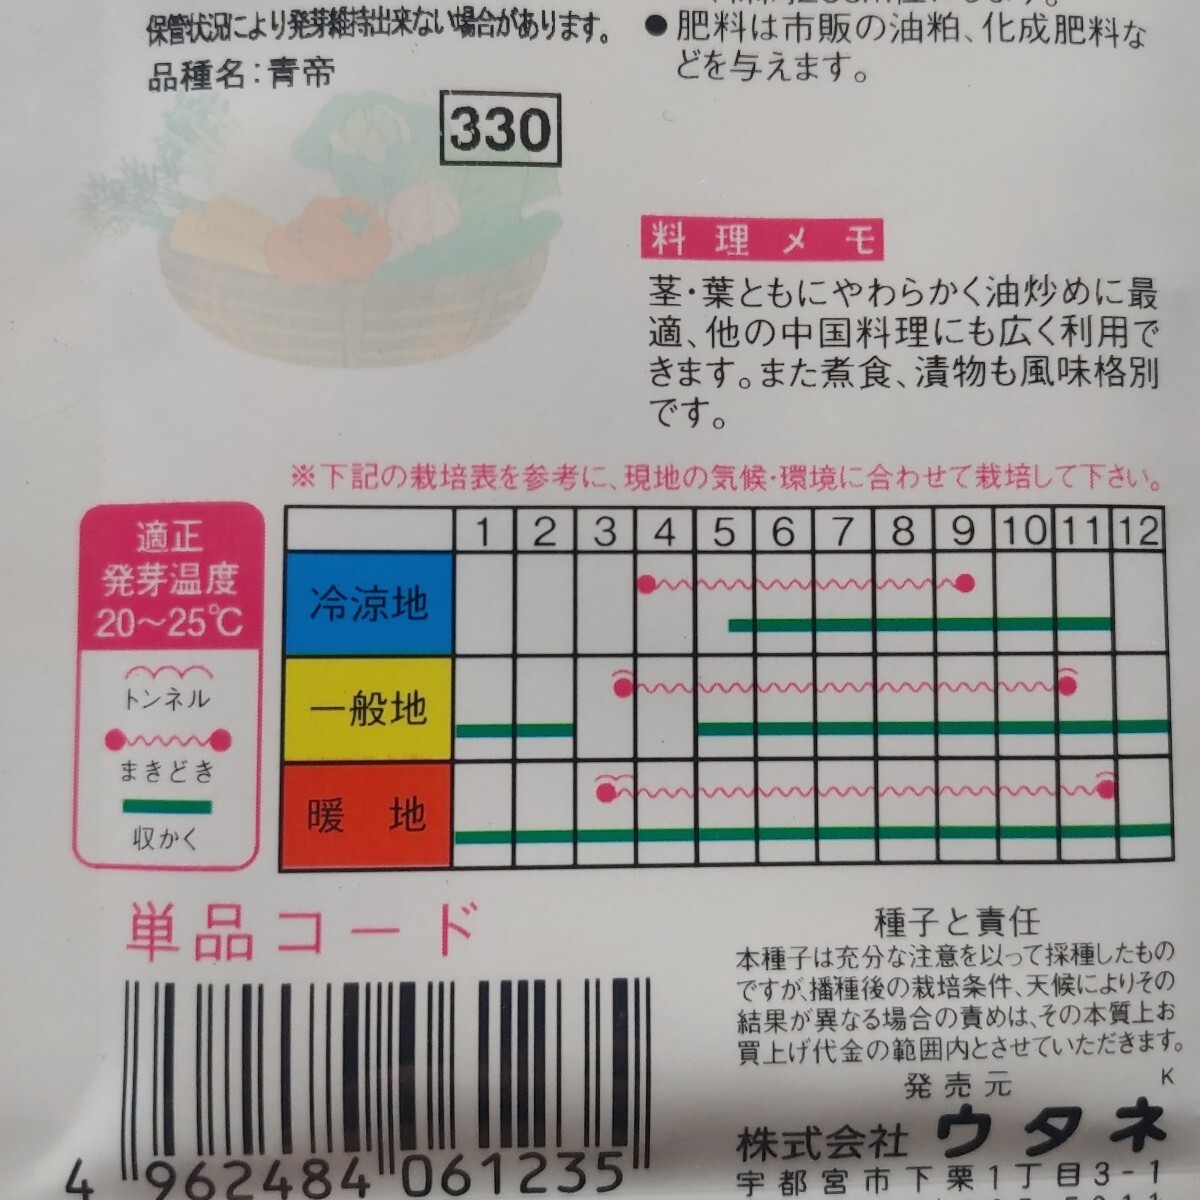 保管状況により発芽維持出来ない場合があります。
品種名：青帝
330
●肥料は市販の油粕、化成肥料な
どを与えます。
料理メモ
茎・葉ともにやわらかく油炒めに最
適、他の中国料理にも広く利用で
きます。また煮食、漬物も風味格別
です。
※下記の栽培表を参考に、現地の気候・環境に合わせて栽培して下さい。
適正
発芽温度
20〜25℃
トンネル
まきどき
収かく
1 2 3 4 5 6 7 8 9 10 11 12
冷涼地
一般地
暖 地
単品コード
4 962484 061235
種子と責任
本種子は充分な注意を以って採種したもの
ですが、播種後の栽培条件、天候によりその
結果が異なる場合の責めは、その本質上お
買上げ代金の範囲内とさせていただきます。
発売元
K
株式会社 ウタネ
宇都宮市下栗1丁目3-1